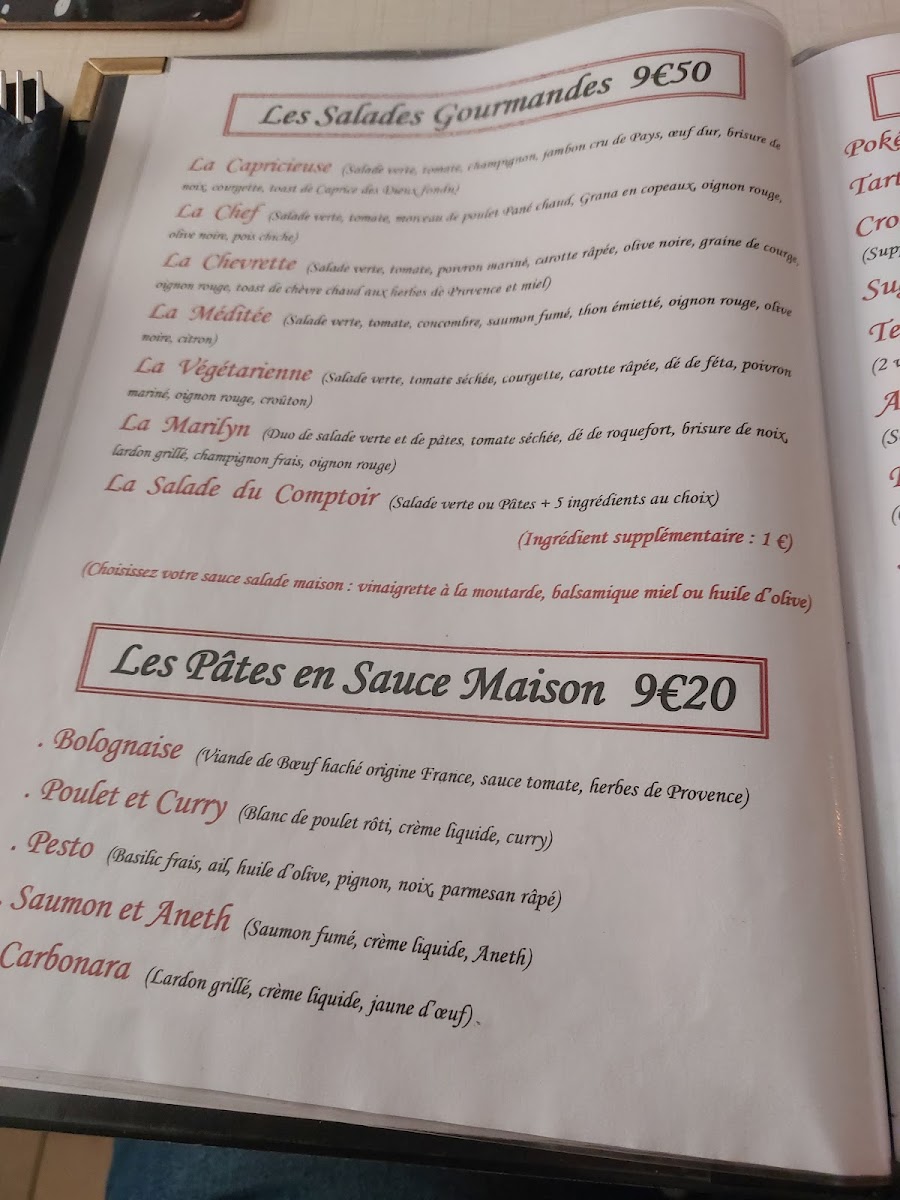 Les Salades Gourmandes 9€50
La Capricieuse (Salade verte, tomate, champignon, jambon cru de Pays, œuf dur, brisure de
noix, courgette, toast de Caprice des Dieux fondu)
La Chef (Salade verte, tomate, morceau de poulet Pané chaud, Grana en copeaux, oignon rouge,
olive noire, pois chiche)
La Chevrette (Salade verte, tomate, poivron mariné, carotte râpée, olive noire, graine de courge,
oignon rouge, toast de chèvre chaud aux herbes de Provence et miel)
La Méditée (Salade verte, tomate, concombre, saumon fumé, thon émietté, oignon rouge, olive
noire, citron)
La Végétarienne (Salade verte, tomate séchée, courgette, carotte râpée, dé de féta, poivron
mariné, oignon rouge, croûton)
La Marilyn (Duo de salade verte et de pâtes, tomate séchée, dé de roquefort, brisure de noix,
lardon grillé, champignon frais, oignon rouge)
La Salade du Comptoir (Salade verte ou Pâtes + 5 ingrédients au choix)
(Ingrédient supplémentaire : 1 €)
(Choisissez votre sauce salade maison : vinaigrette à la moutarde, balsamique miel ou huile d'olive)
Les Pâtes en Sauce Maison 9€20
. Bolognaise (Viande de Bœuf haché origine France, sauce tomate, herbes de Provence)
. Poulet et Curry (Blanc de poulet rôti, crème liquide, curry)
. Pesto (Basilic frais, ail, huile d'olive, pignon, noix, parmesan râpé)
. Saumon et Aneth (Saumon fumé, crème liquide, Aneth)
Carbonara (Lardon grillé, crème liquide, jaune d'œuf).
Poké
Tart
Cro
(Sup
Su
Te
(2
A
(S